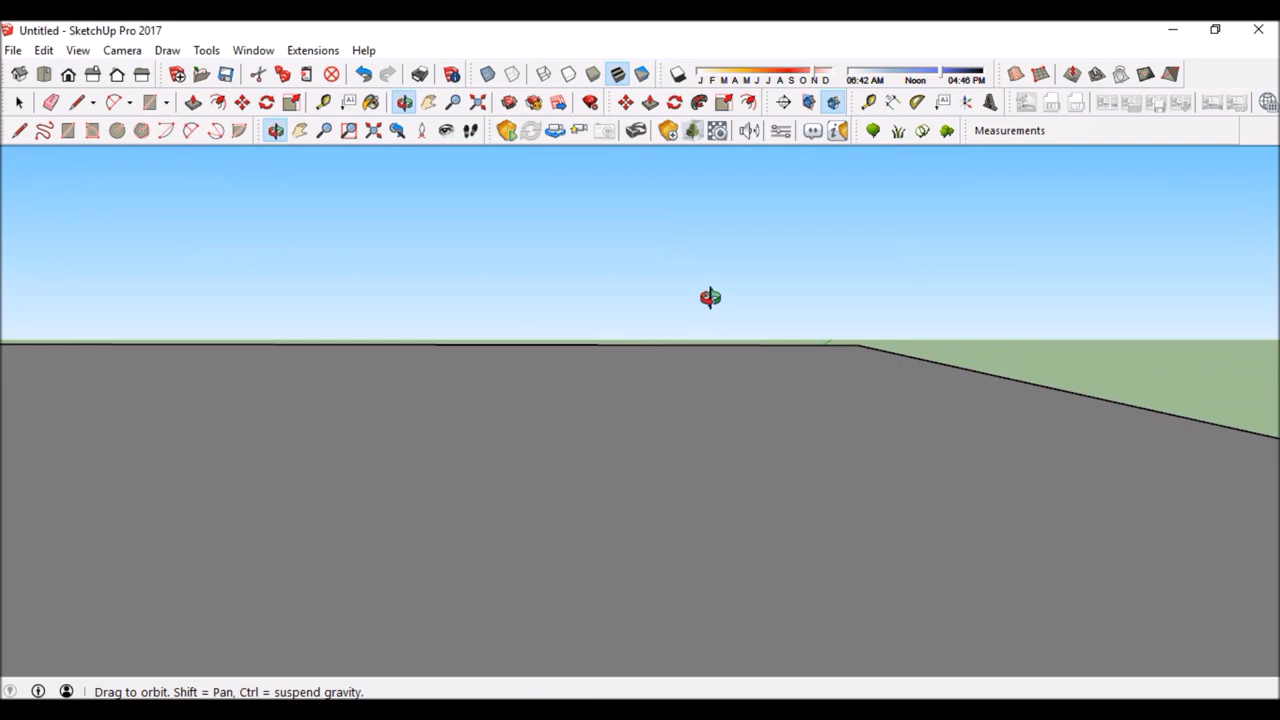 Untitled - SketchUp Pro 2017
File Edit View Camera Draw Tools Window Extensions Help
J F M A M J J A S O N D 06:42 AM Noon 04:46 PM
Measurements
Drag to orbit. Shift = Pan, Ctrl = suspend gravity.